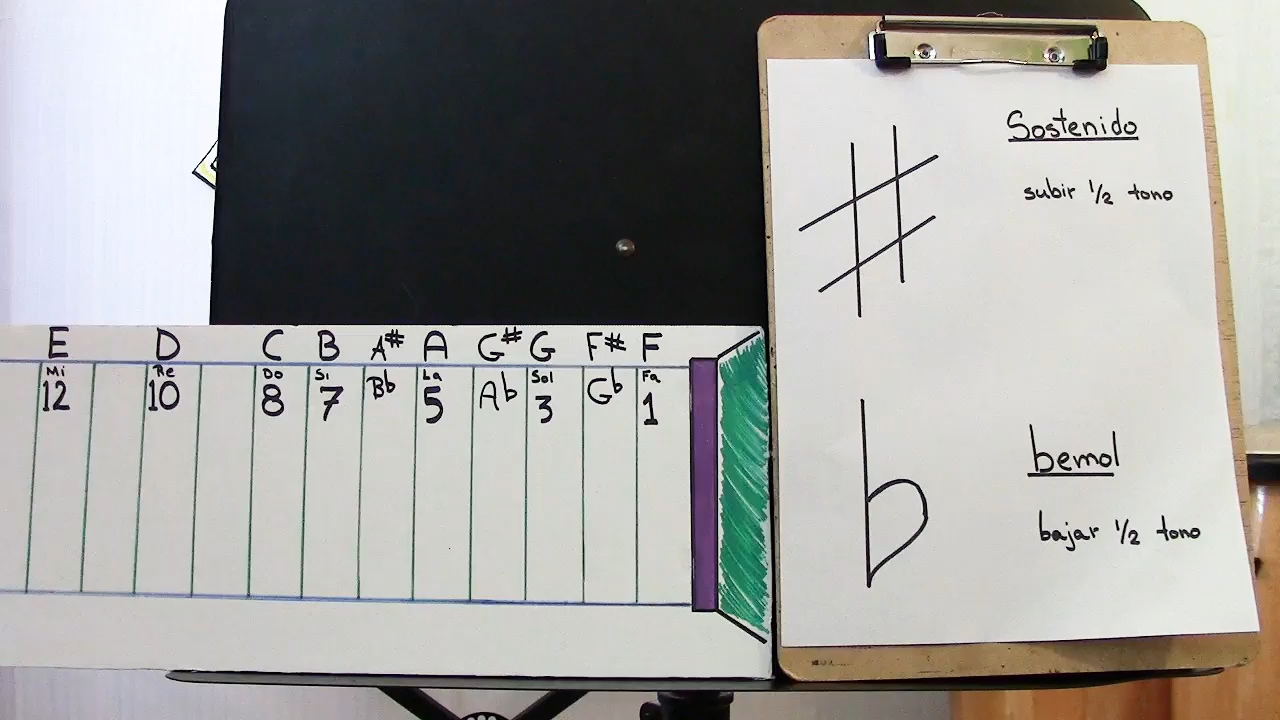 Sostenido
#
subir 1/2 tono
bemol
b
bajar 1/2 tono
E D C B A# A G# G F# F
Mi Re Do Si La Sol Fa
12 10 8 7 Bb 5 Ab 3 Gb 1